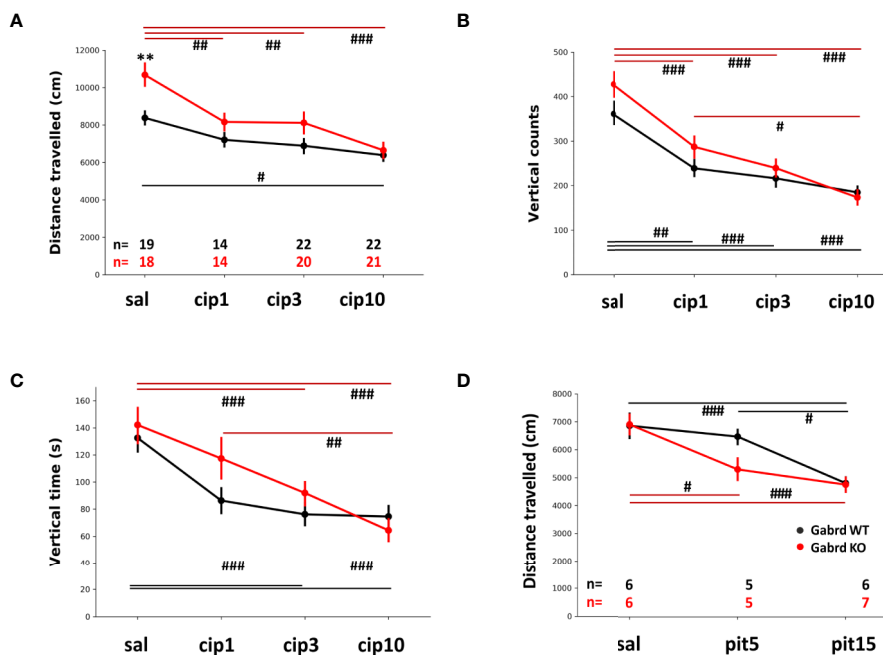 A
## ## ###
**
12000
10000
8000
6000
4000
2000
0
Distance travelled (cm)
#
n= 19 14 22 22
n= 18 14 20 21
sal cip1 cip3 cip10
B
500
400
300
200
100
0
Vertical counts
### ### ###
#
## ### ###
sal cip1 cip3 cip10
C
160
140
120
100
80
60
40
20
0
Vertical time (s)
### ###
##
### ###
sal cip1 cip3 cip10
D
8000
7000
6000
5000
4000
3000
2000
1000
0
Distance travelled (cm)
### #
# ###
Gabrd WT
Gabrd KO
n= 6 5 6
n= 6 5 7
sal pit5 pit15